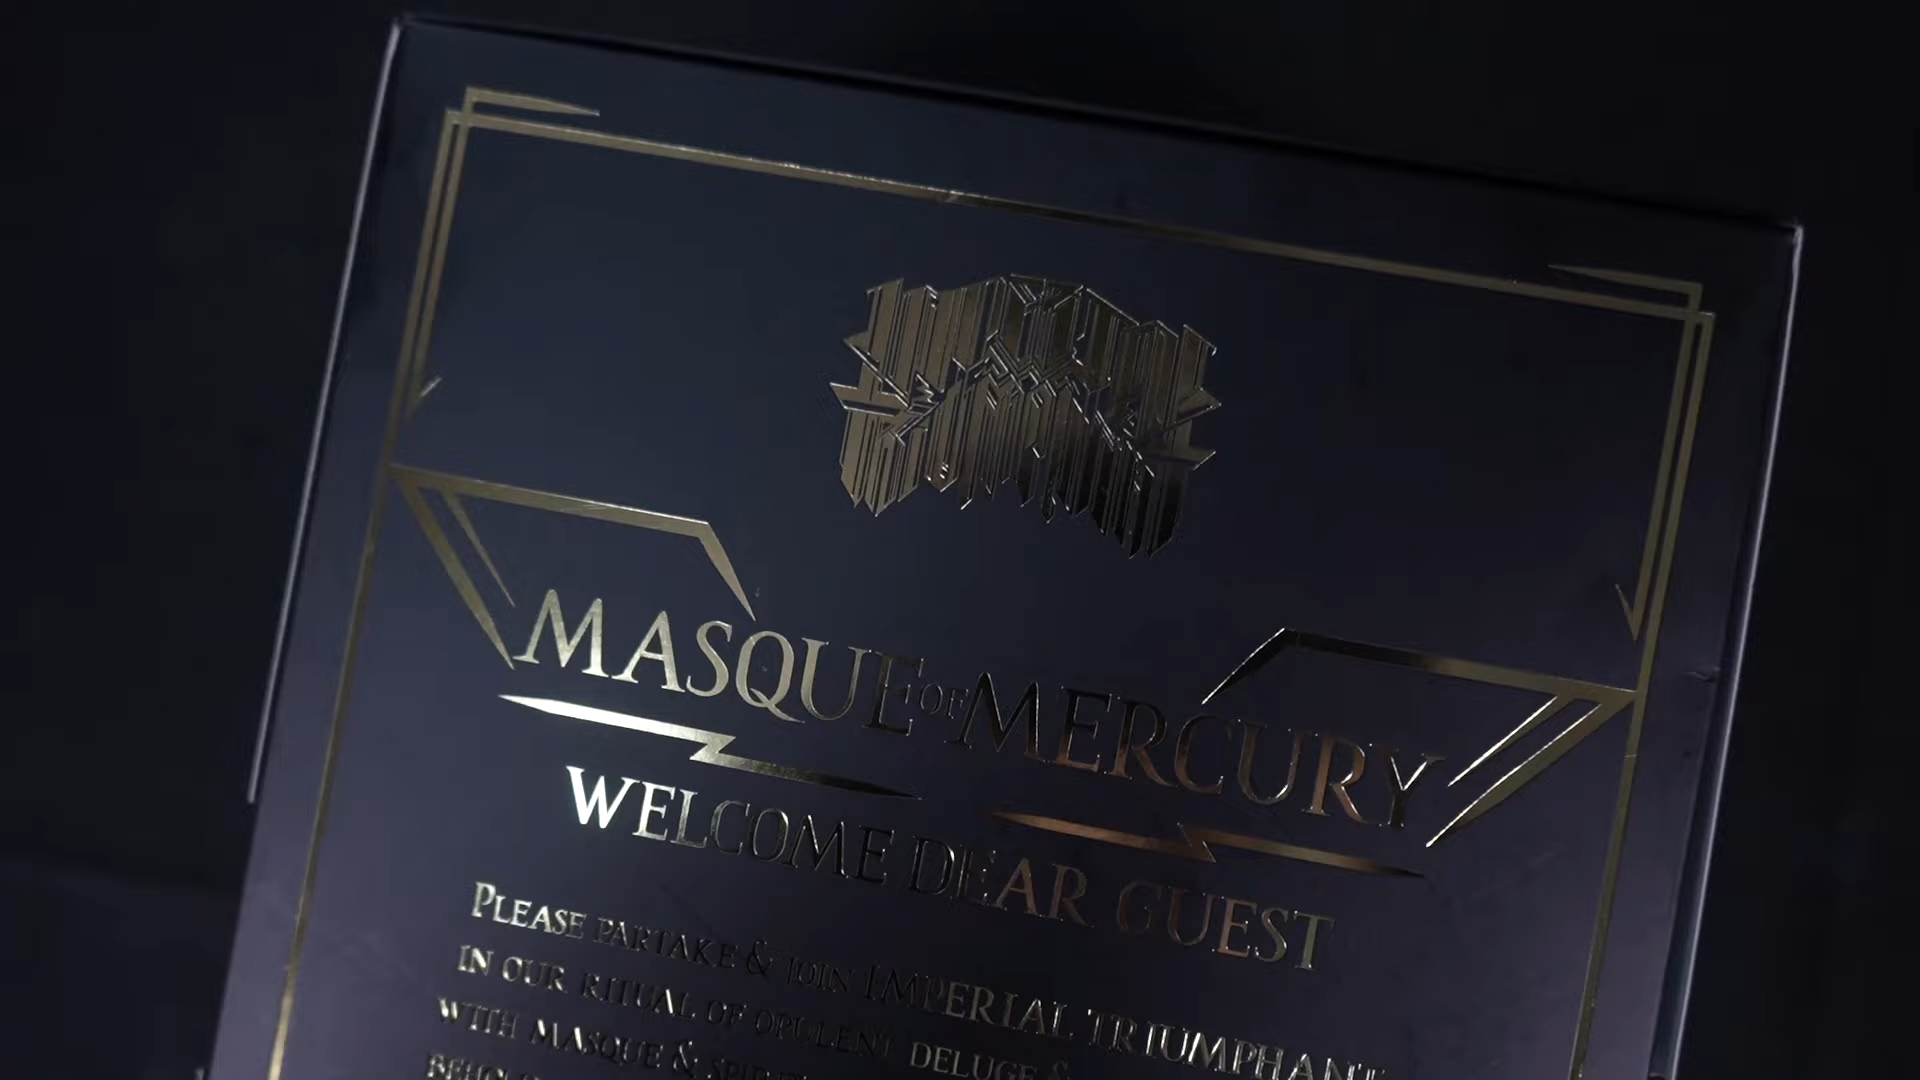 MASQUE OF MERCURY
WELCOME DEAR GUEST
PLEASE PARTAKE & JOIN IMPERIAL TRIUMPHANT
IN OUR RITUAL OF OPULENT DELUGE &
WITH MASQUE &